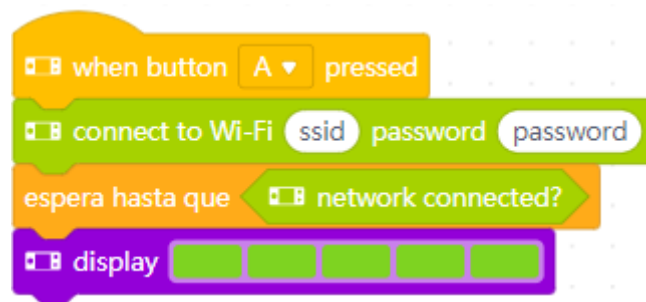 when button A pressed
connect to Wi-Fi ssid password password
espera hasta que network connected?
display